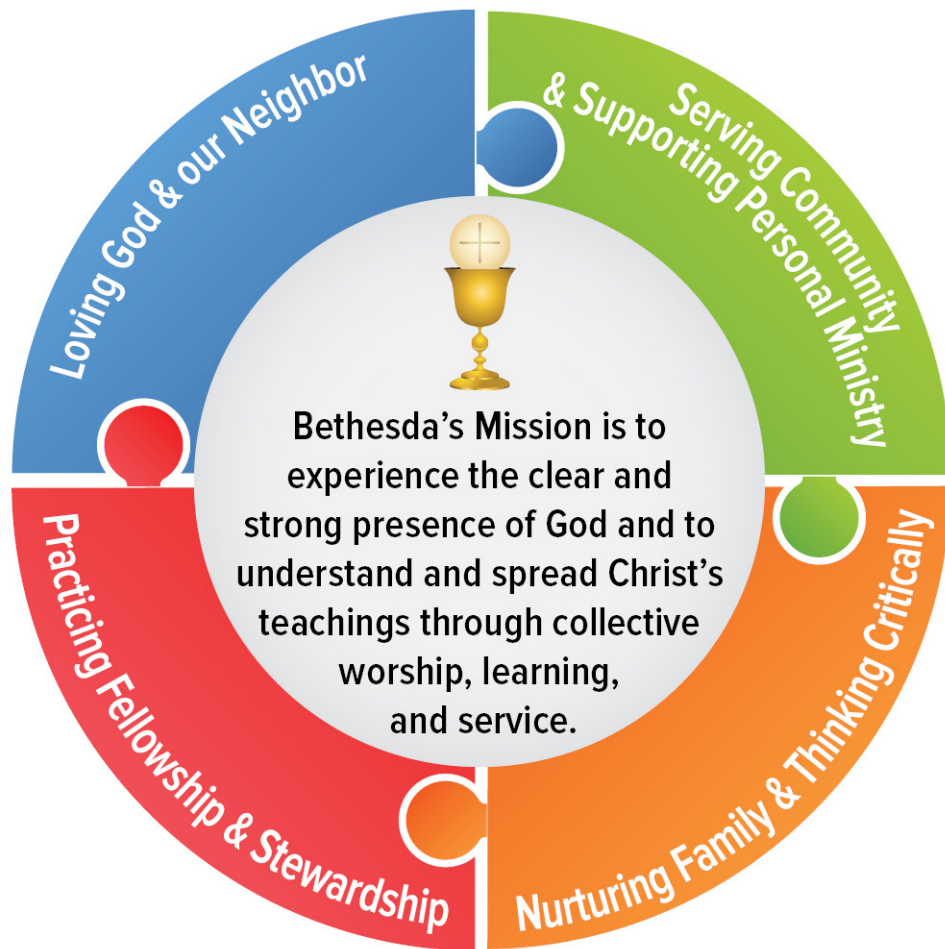 Loving God & our Neighbor
Serving Community
& Supporting Personal Ministry
Bethesda’s Mission is to
experience the clear and
strong presence of God and to
understand and spread Christ’s
teachings through collective
worship, learning,
and service.
Practicing Fellowship & Stewardship
Nurturing Family & Thinking Critically